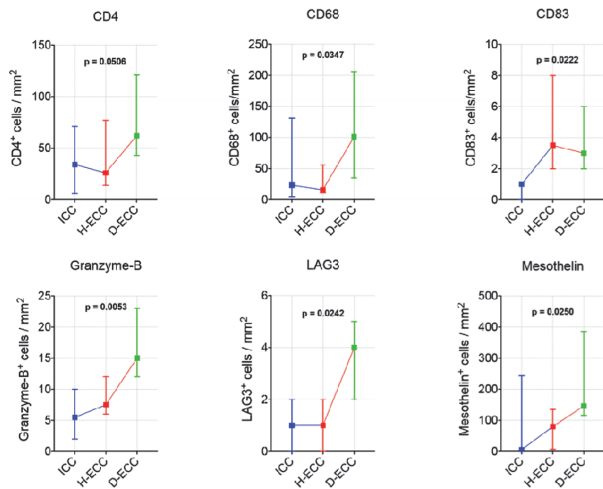 CD4
CD4+ cells / mm²
150
100
50
0
p = 0.0506
ICC
H-ECC
D-ECC
CD68
CD68+ cells/mm²
250
200
150
100
50
0
p = 0.0347
ICC
H-ECC
D-ECC
CD83
CD83+ cells/mm²
10
8
6
4
2
0
p = 0.0222
ICC
H-ECC
D-ECC
Granzyme-B
Granzyme-B+ cells / mm²
25
20
15
10
5
0
p = 0.0053
ICC
H-ECC
D-ECC
LAG3
LAG3+ cells / mm²
6
4
2
0
p = 0.0242
ICC
H-ECC
D-ECC
Mesothelin
Mesothelin+ cells / mm²
500
400
300
200
100
0
p = 0.0250
ICC
H-ECC
D-ECC